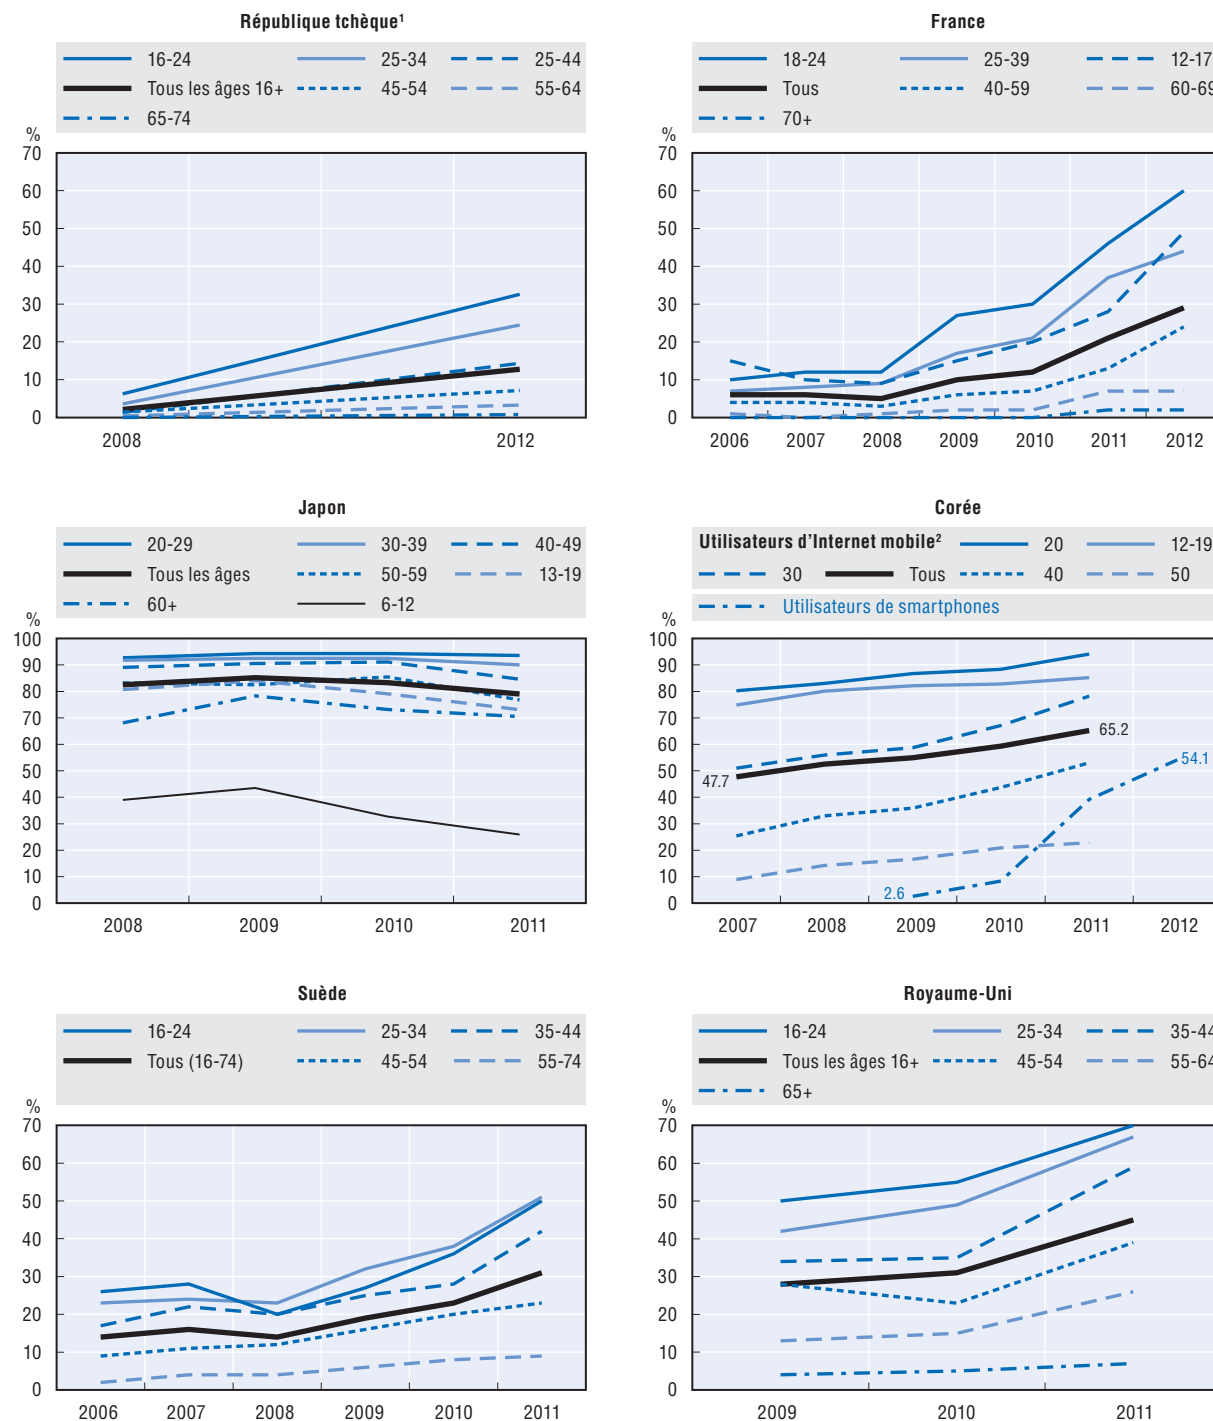 République tchèque¹
16-24 25-34 25-44
Tous les âges 16+ 45-54 55-64
65-74
%
70
60
50
40
30
20
10
0
2008 2012
France
18-24 25-39 12-17
Tous 40-59 60-69
70+
%
70
60
50
40
30
20
10
0
2006 2007 2008 2009 2010 2011 2012
Japon
20-29 30-39 40-49
Tous les âges 50-59 13-19
60+ 6-12
%
100
90
80
70
60
50
40
30
20
10
0
2008 2009 2010 2011
Corée
Utilisateurs d'Internet mobile² 20 12-19
30 Tous 40 50
Utilisateurs de smartphones
%
100
90
80
70
60
50
40
30
20
10
0
65.2
54.1
47.7
2.6
2007 2008 2009 2010 2011 2012
Suède
16-24 25-34 35-44
Tous (16-74) 45-54 55-74
%
70
60
50
40
30
20
10
0
2006 2007 2008 2009 2010 2011
Royaume-Uni
16-24 25-34 35-44
Tous les âges 16+ 45-54 55-64
65+
%
70
60
50
40
30
20
10
0
2009 2010 2011